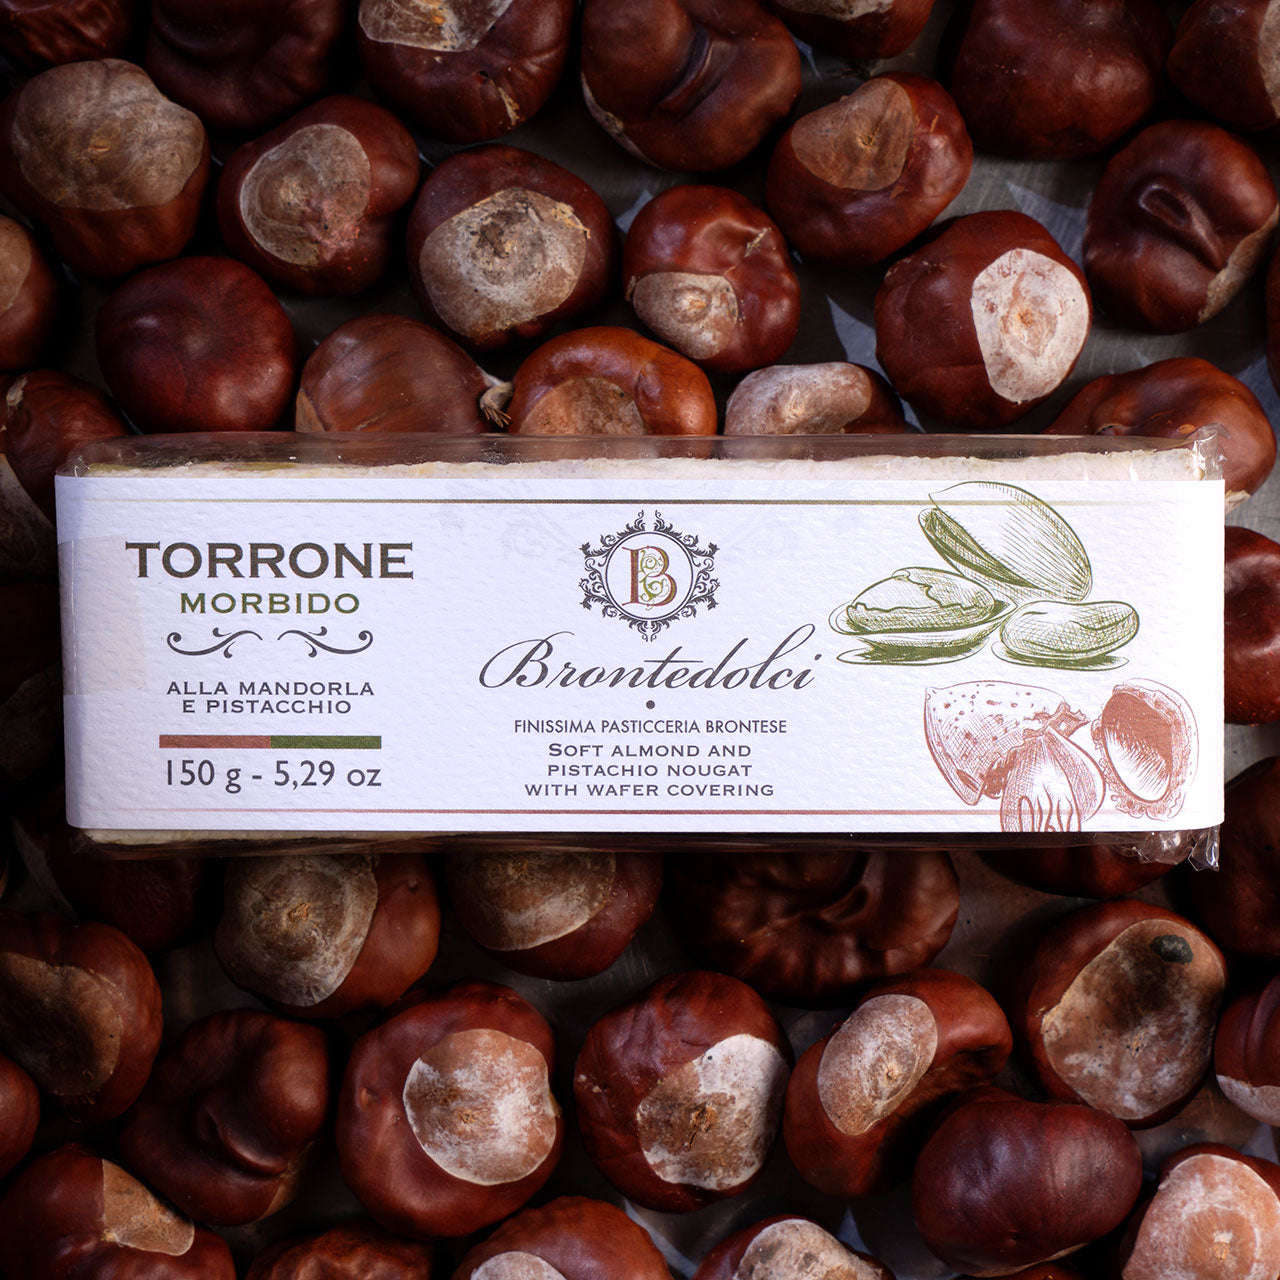 TORRONE
MORBIDO
ALLA MANDORLA
E PISTACCHIO
150 g - 5,29 oz
B
Brontedolci
FINISSIMA PASTICCERIA BRONTESE
SOFT ALMOND AND
PISTACHIO NOUGAT
WITH WAFER COVERING